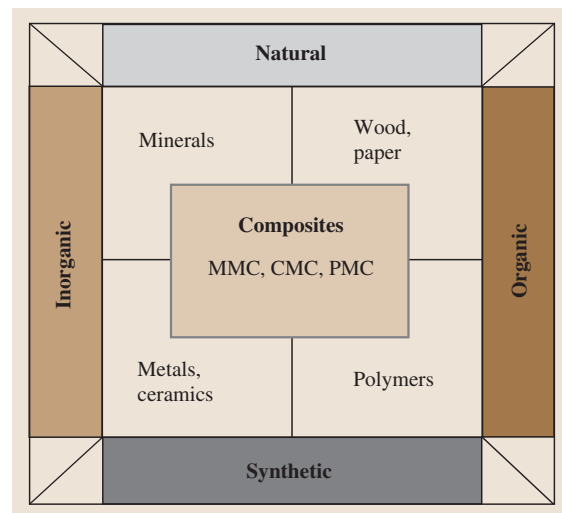 Natural
Minerals
Wood,
paper
Inorganic
Composites
MMC, CMC, PMC
Organic
Metals,
ceramics
Polymers
Synthetic